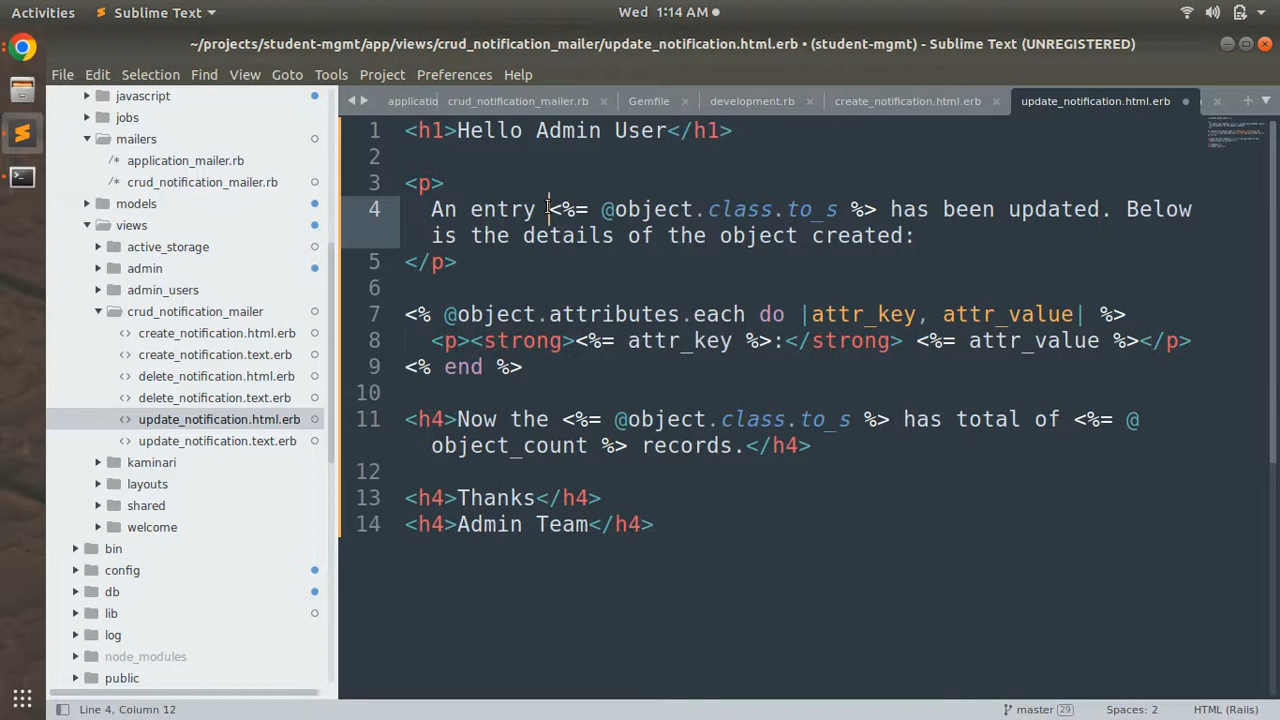 Activities Sublime Text Wed 1:14 AM
~/projects/student-mgmt/app/views/crud_notification_mailer/update_notification.html.erb • (student-mgmt) - Sublime Text (UNREGISTERED)
File Edit Selection Find View Goto Tools Project Preferences Help
applicatio crud_notification_mailer.rb Gemfile development.rb create_notification.html.erb update_notification.html.erb
javascript
jobs
mailers
/* application_mailer.rb
/* crud_notification_mailer.rb
models
views
active_storage
admin
admin_users
crud_notification_mailer
<> create_notification.html.erb
<> create_notification.text.erb
<> delete_notification.html.erb
<> delete_notification.text.erb
<> update_notification.html.erb
<> update_notification.text.erb
kaminari
layouts
shared
welcome
bin
config
db
lib
log
node_modules
public
1 <h1>Hello Admin User</h1>
2
3 <p>
4 An entry <%= @object.class.to_s %> has been updated. Below
is the details of the object created:
5 </p>
6
7 <% @object.attributes.each do |attr_key, attr_value| %>
8 <p><strong><%= attr_key %>:</strong> <%= attr_value %></p>
9 <% end %>
10
11 <h4>Now the <%= @object.class.to_s %> has total of <%= @
object_count %> records.</h4>
12
13 <h4>Thanks</h4>
14 <h4>Admin Team</h4>
Line 4, Column 12 master 29 Spaces: 2 HTML (Rails)